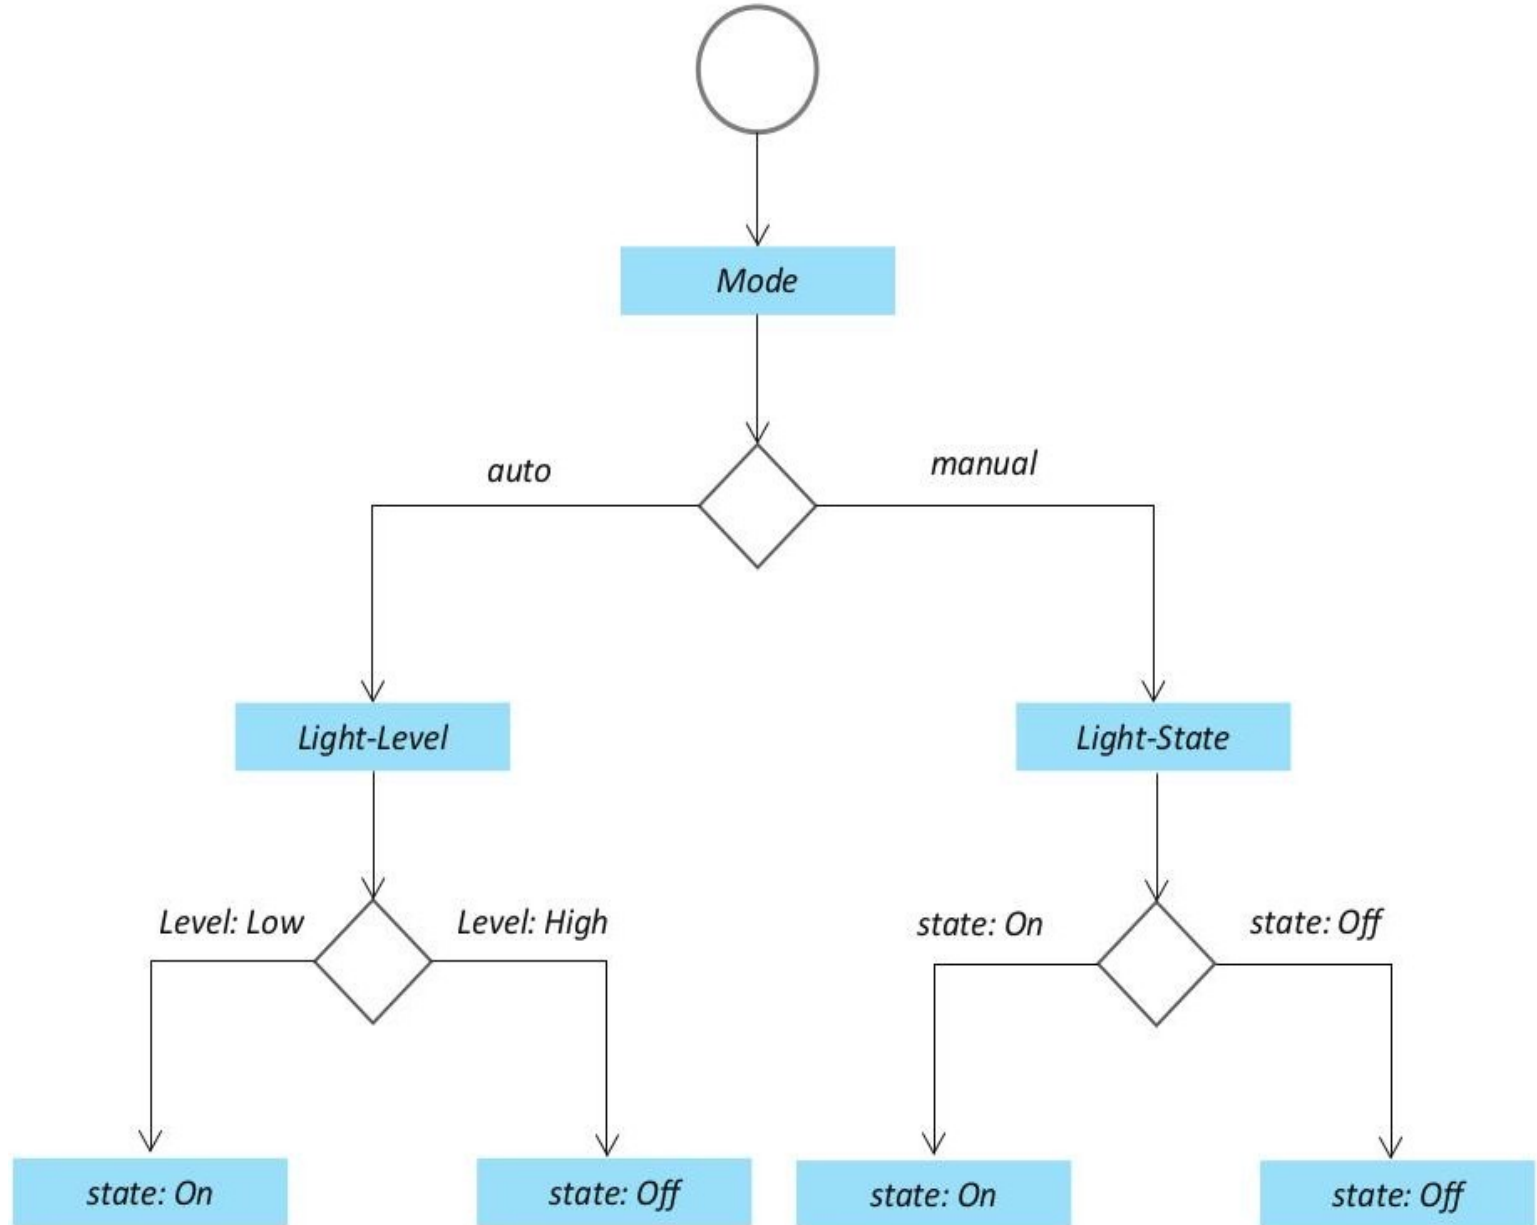 Mode
auto
manual
Light-Level
Light-State
Level: Low
Level: High
state: On
state: Off
state: On
state: Off
state: On
state: Off